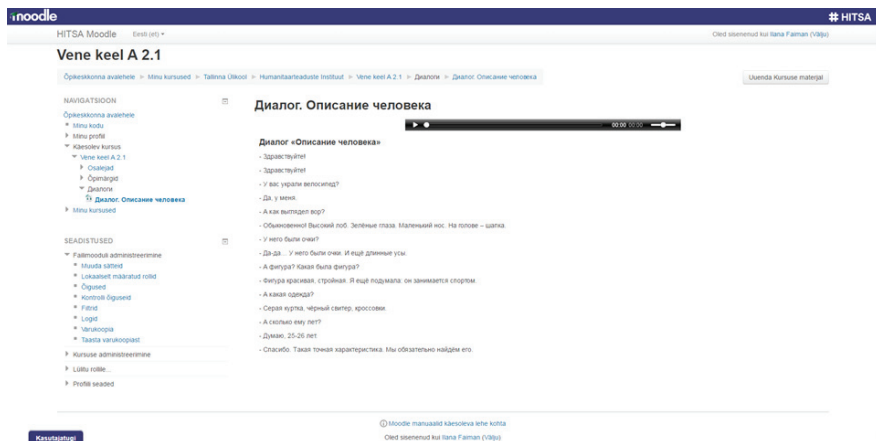 moodle
HITSA
HITSA Moodle Eesti (et)
Oled sisenenud kui Ilana Faiman (Välju)
Vene keel A 2.1
Õpikeskkonna avalehele Minu kursused Tallinna Ülikool Humanitaarteaduste Instituut Vene keel A 2.1 Диалоги Диалог. Описание человека
Uuenda Kursuse materjal
NAVIGATSIOON
Õpikeskkonna avalehele
Minu kodu
Minu profiil
Käesolev kursus
Vene keel A 2.1
Osalejad
Õpimärgid
Диалоги
Диалог. Описание человека
Minu kursused
SEADISTUSED
Failimooduli administreerimine
Muuda sätteid
Lokaalselt määratud rollid
Õigused
Kontrolli õiguseid
Filtrid
Logid
Varukoopia
Taasta varukoopiast
Kursuse administreerimine
Lülitu rollile...
Profiili seaded
Диалог. Описание человека
00:00 00:00
Диалог «Описание человека»
- Здравствуйте!
- Здравствуйте!
- У вас украли велосипед?
- Да, у меня.
- А как выглядел вор?
- Обыкновенно! Высокий лоб. Зелёные глаза. Маленький нос. На голове – шапка.
- У него были очки?
- Да-да... У него были очки. И ещё длинные усы.
- А фигура? Какая была фигура?
- Фигура красивая, стройная. Я ещё подумала: он занимается спортом.
- А какая одежда?
- Серая куртка, чёрный свитер, кроссовки.
- А сколько ему лет?
- Думаю, 25-26 лет.
- Спасибо. Такая точная характеристика. Мы обязательно найдём его.
Moodle manuaalid käesoleva lehe kohta
Oled sisenenud kui Ilana Faiman (Välju)
Kasutajatugi